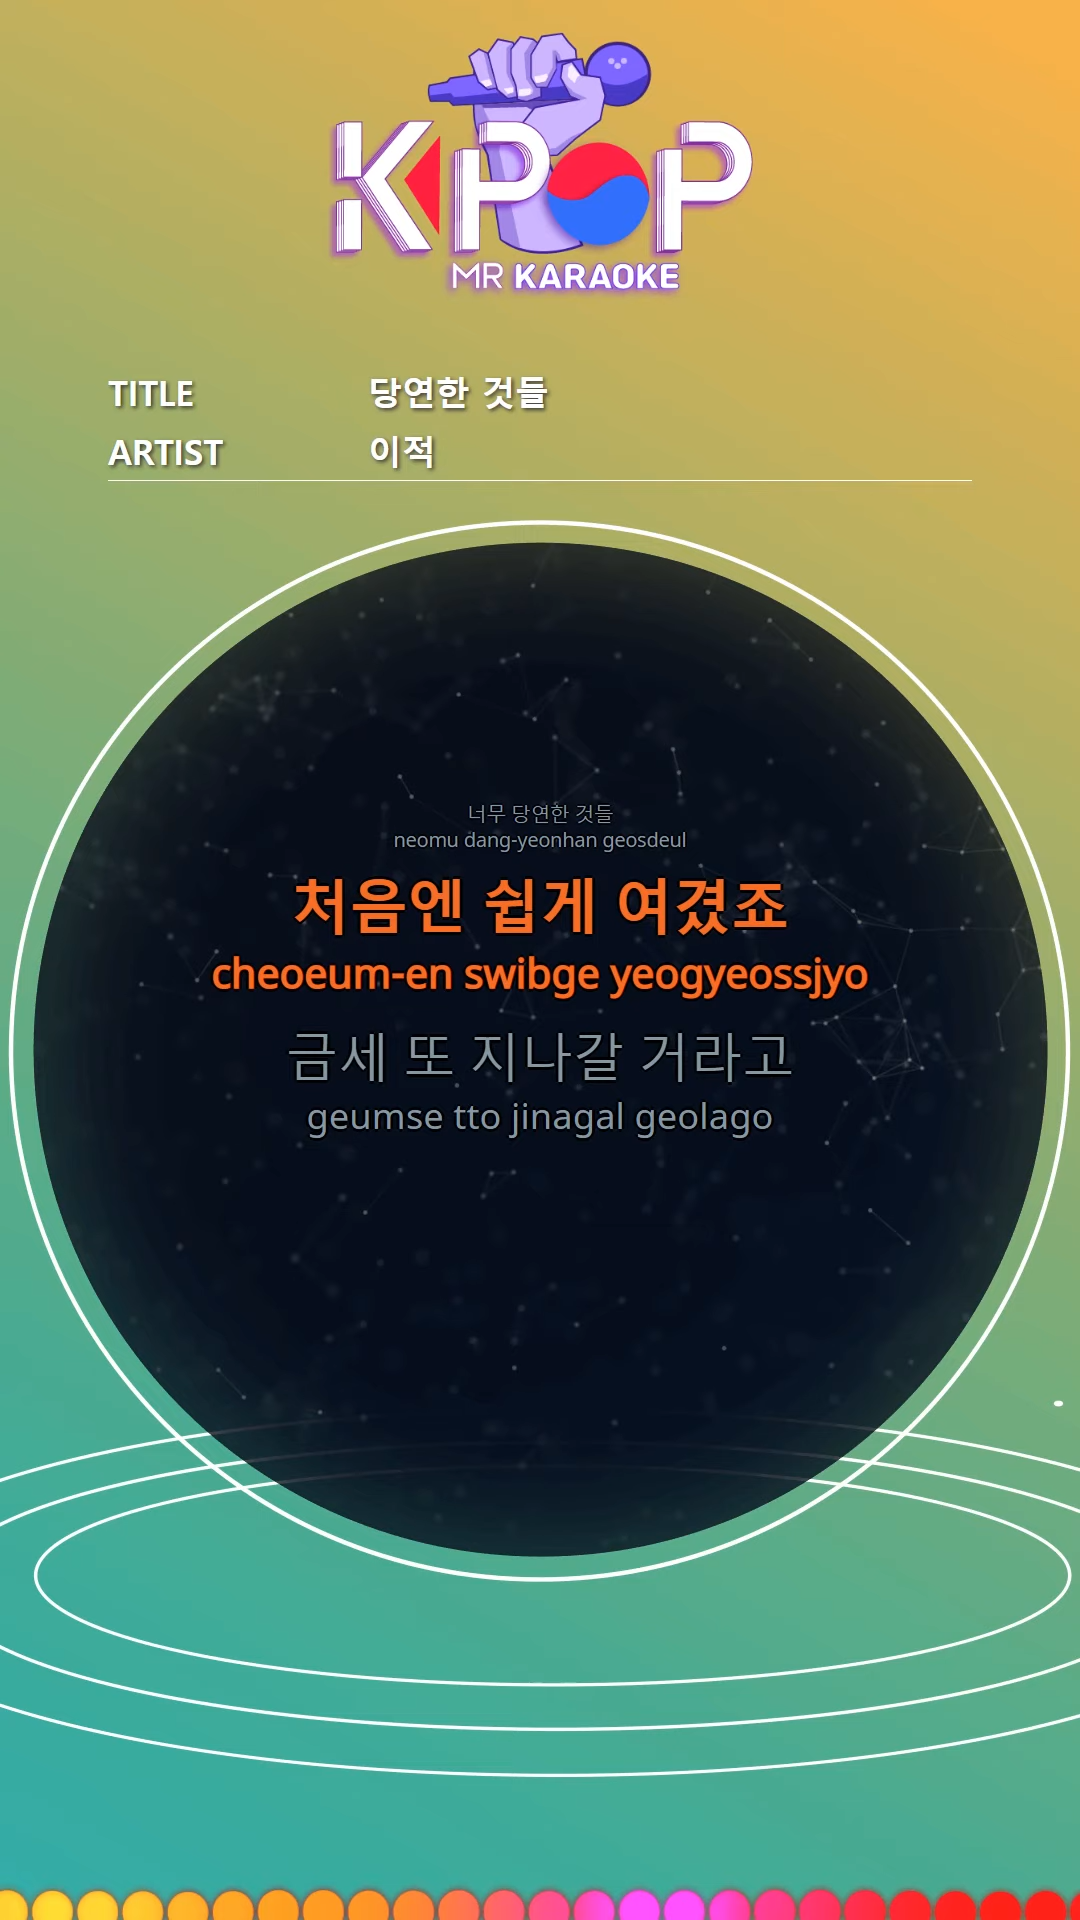 KPOP
MR KARAOKE
TITLE 당연한 것들
ARTIST 이적
너무 당연한 것들
neomu dang-yeonhan geosdeul
처음엔 쉽게 여겼죠
cheoeum-en swibge yeogyeossjyo
금세 또 지나갈 거라고
geumse tto jinagal geolago